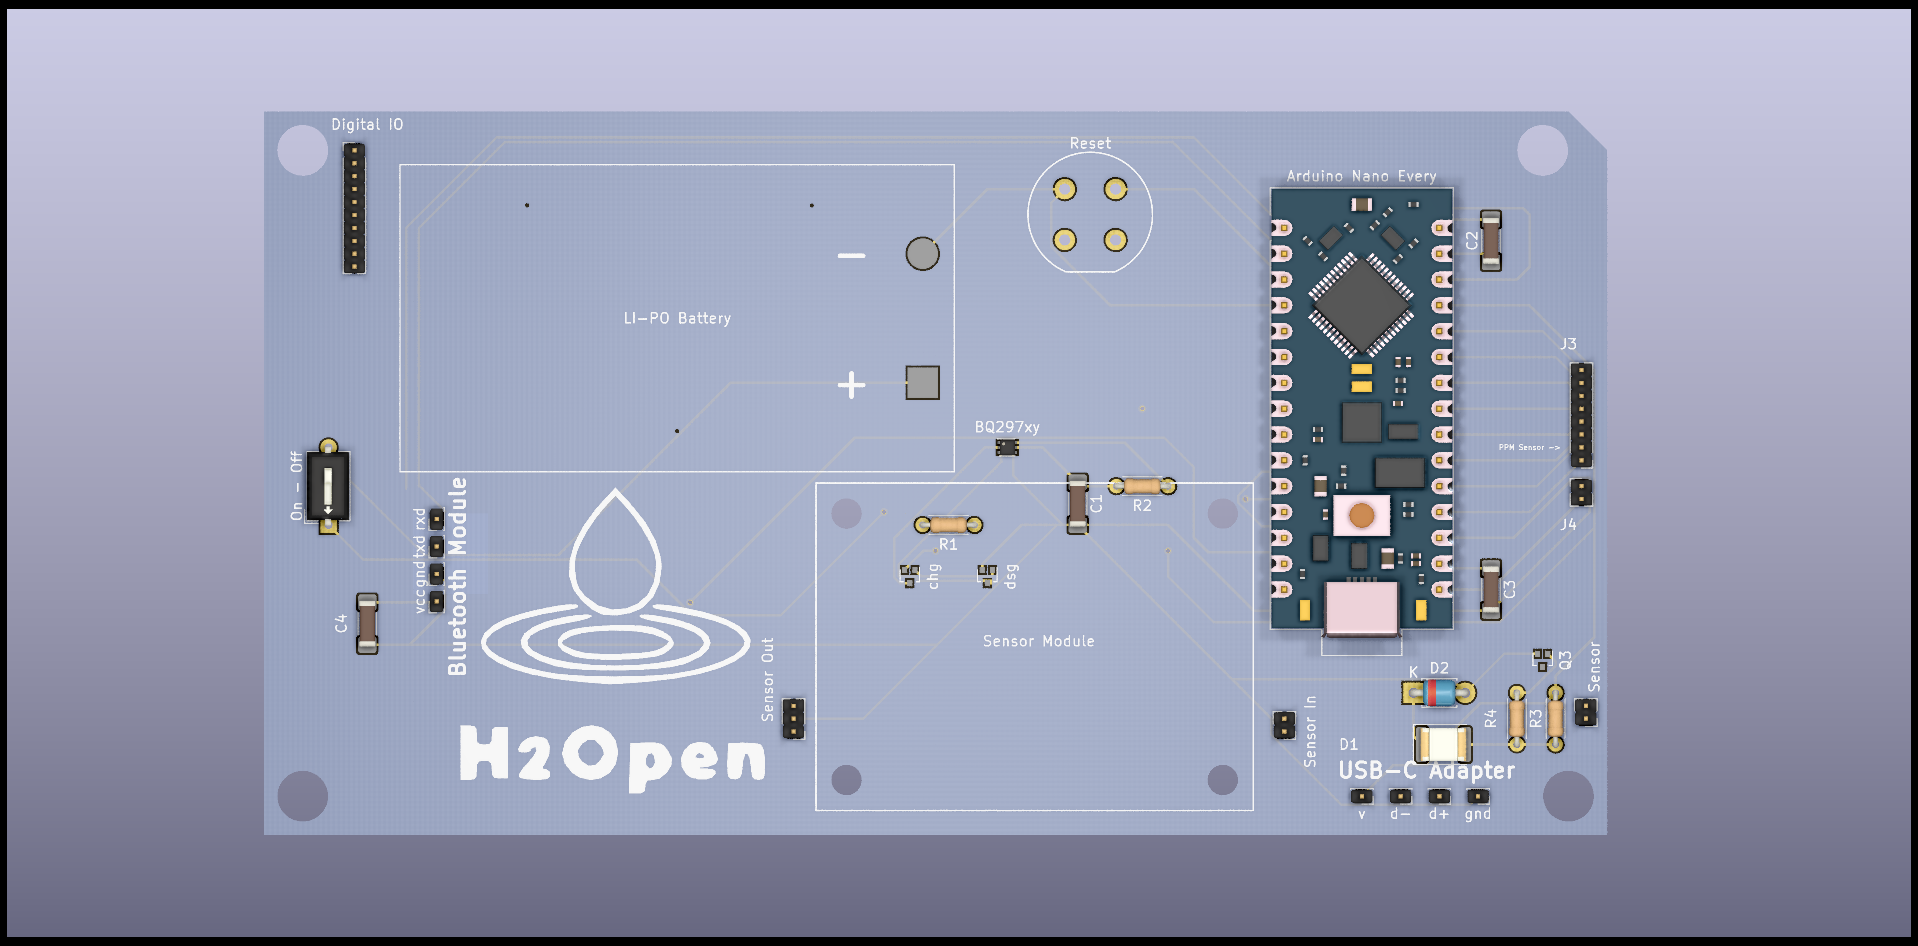 Digital IO
Reset
Arduino Nano Every
C2
−
LI-PO Battery
+
J3
BQ297xy
PPM Sensor ->
On - Off
C1
R2
J4
R1
rxd
txd
gnd
vcc
Bluetooth Module
chg
dsg
C3
C4
Sensor Module
Sensor Out
K
D2
Q3
Sensor
R4
R3
Sensor In
H2Open
D1
USB-C Adapter
v
d-
d+
gnd